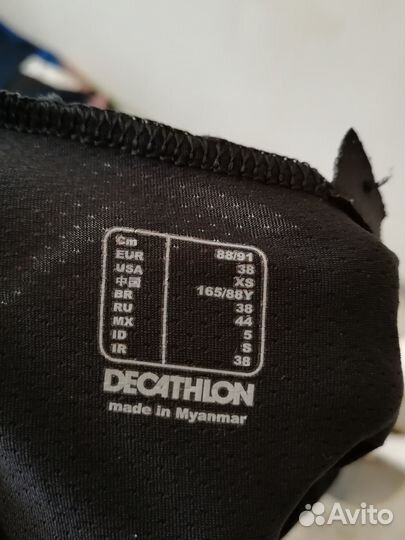 Cm 88/91
EUR 38
USA XS
中国 165/88Y
BR 38
RU 44
MX 5
ID S
IR 38
DECATHLON
made in Myanmar
Avito